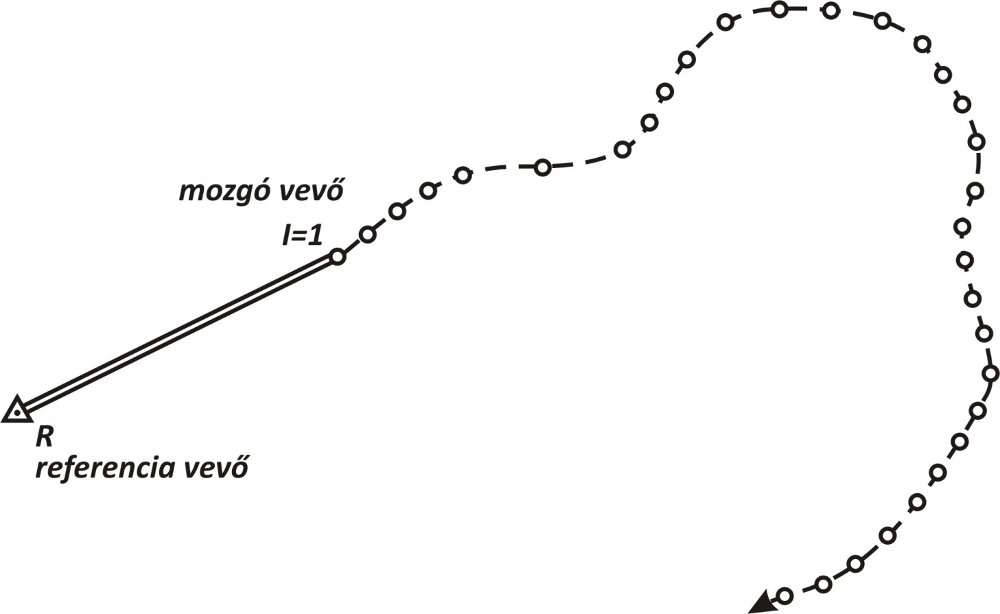 mozgó vevő
I=1
R
referencia vevő